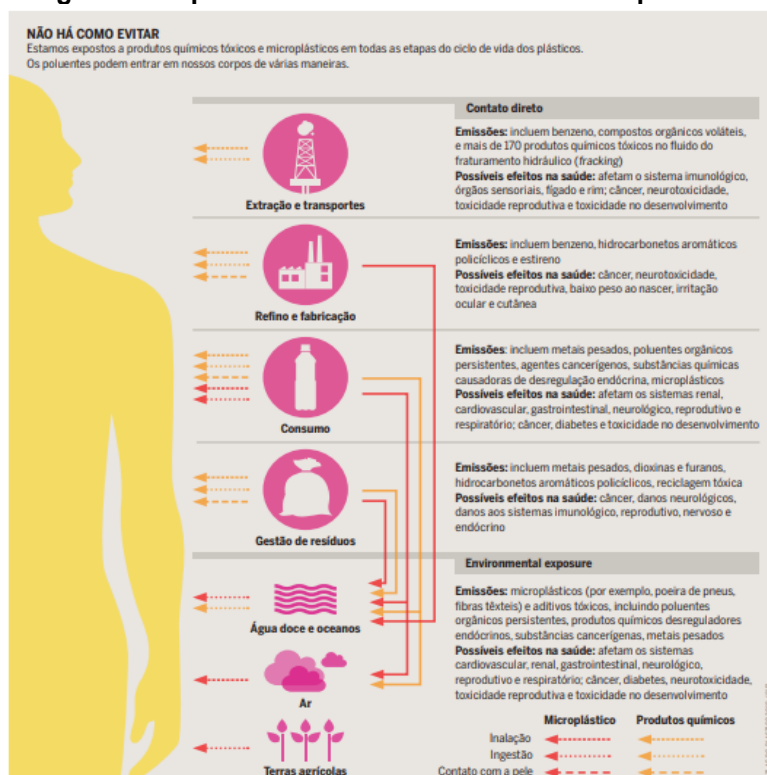 NÃO HÁ COMO EVITAR
Estamos expostos a produtos químicos tóxicos e microplásticos em todas as etapas do ciclo de vida dos plásticos.
Os poluentes podem entrar em nossos corpos de várias maneiras.
Contato direto
Emissões: incluem benzeno, compostos orgânicos voláteis,
e mais de 170 produtos químicos tóxicos no fluido do
fraturamento hidráulico (fracking)
Possíveis efeitos na saúde: afetam o sistema imunológico,
órgãos sensoriais, fígado e rim; câncer, neurotoxicidade,
toxicidade reprodutiva e toxicidade no desenvolvimento
Extração e transportes
Emissões: incluem benzeno, hidrocarbonetos aromáticos
policíclicos e estireno
Possíveis efeitos na saúde: câncer, neurotoxicidade,
toxicidade reprodutiva, baixo peso ao nascer, irritação
ocular e cutânea
Refino e fabricação
Emissões: incluem metais pesados, poluentes orgânicos
persistentes, agentes cancerígenos, substâncias químicas
causadoras de desregulação endócrina, microplásticos
Possíveis efeitos na saúde: afetam os sistemas renal,
cardiovascular, gastrointestinal, neurológico, reprodutivo e
respiratório; câncer, diabetes e toxicidade no desenvolvimento
Consumo
Emissões: incluem metais pesados, dioxinas e furanos,
hidrocarbonetos aromáticos policíclicos, reciclagem tóxica
Possíveis efeitos na saúde: câncer, danos neurológicos,
danos aos sistemas imunológico, reprodutivo, nervoso e
endócrino
Gestão de resíduos
Environmental exposure
Emissões: microplásticos (por exemplo, poeira de pneus,
fibras têxteis) e aditivos tóxicos, incluindo poluentes
orgânicos persistentes, produtos químicos desreguladores
endócrinos, substâncias cancerígenas, metais pesados
Possíveis efeitos na saúde: afetam os sistemas
cardiovascular, renal, gastrointestinal, neurológico,
reprodutivo e respiratório; câncer, diabetes, neurotoxicidade,
toxicidade reprodutiva e toxicidade no desenvolvimento
Água doce e oceanos
Ar
Terras agrícolas
Microplástico Produtos químicos
Inalação
Ingestão
Contato com a pele